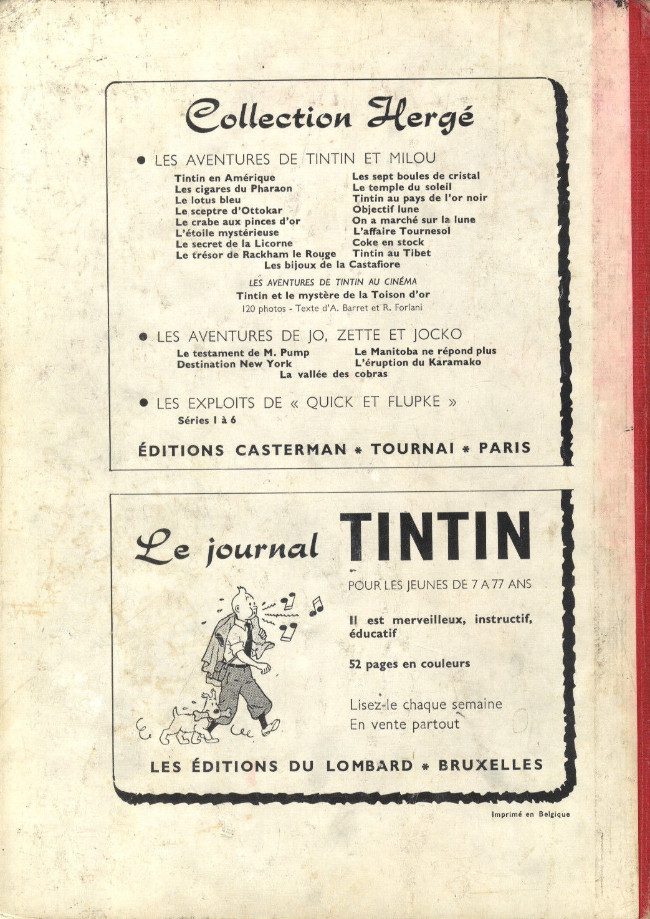 Collection Hergé
● LES AVENTURES DE TINTIN ET MILOU
Tintin en Amérique
Les cigares du Pharaon
Le lotus bleu
Le sceptre d'Ottokar
Le crabe aux pinces d'or
L'étoile mystérieuse
Le secret de la Licorne
Le trésor de Rackham le Rouge
Les sept boules de cristal
Le temple du soleil
Tintin au pays de l'or noir
Objectif lune
On a marché sur la lune
L'affaire Tournesol
Coke en stock
Tintin au Tibet
Les bijoux de la Castafiore
LES AVENTURES DE TINTIN AU CINÉMA
Tintin et le mystère de la Toison d'or
120 photos - Texte d'A. Barret et R. Forlani
● LES AVENTURES DE JO, ZETTE ET JOCKO
Le testament de M. Pump
Destination New York
Le Manitoba ne répond plus
L'éruption du Karamako
La vallée des cobras
● LES EXPLOITS DE « QUICK ET FLUPKE »
Séries 1 à 6
ÉDITIONS CASTERMAN * TOURNAI * PARIS
Le journal TINTIN
POUR LES JEUNES DE 7 A 77 ANS
Il est merveilleux, instructif,
éducatif
52 pages en couleurs
Lisez-le chaque semaine
En vente partout
LES ÉDITIONS DU LOMBARD * BRUXELLES
Imprimé en Belgique